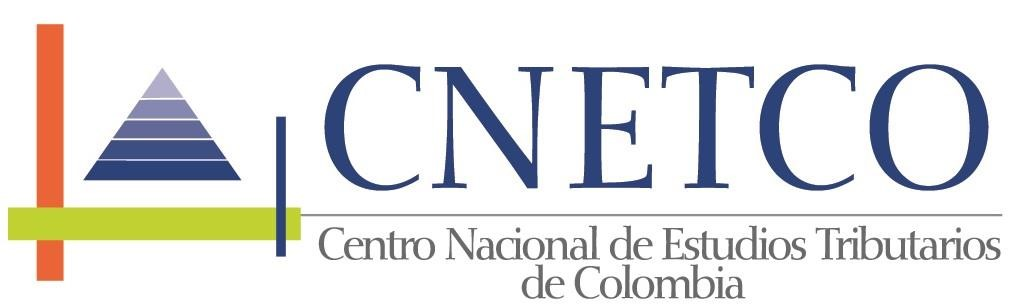 CNETCO
Centro Nacional de Estudios Tributarios
de Colombia